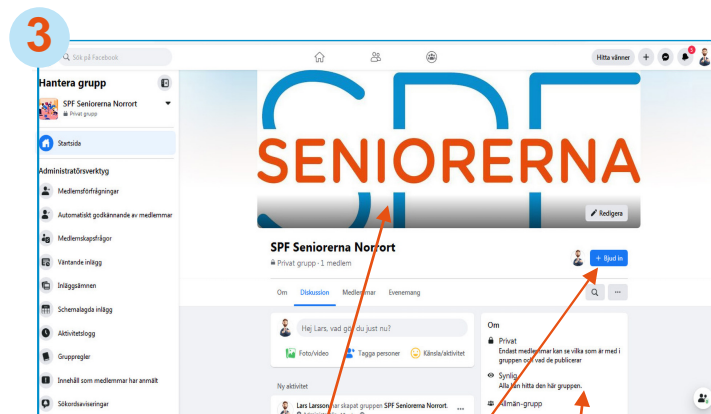 3
Sök på Facebook
Hitta vänner
Hantera grupp
SPF Seniorerna Norrort
Privat grupp
Startsida
Administratörsverktyg
Medlemsförfrågningar
Automatiskt godkännande av medlemmar
Medlemskapsfrågor
Väntande inlägg
Inläggsämnen
Schemalagda inlägg
Aktivitetslogg
Gruppregler
Innehåll som medlemmar har anmält
Sökordsaviseringar
SPF
SENIORERNA
Redigera
SPF Seniorerna Norrort
Privat grupp · 1 medlem
+ Bjud in
Om Diskussion Medlemmar Evenemang
Hej Lars, vad gör du just nu?
Foto/video Tagga personer Känsla/aktivitet
Ny aktivitet
Lars Larsson har skapat gruppen SPF Seniorerna Norrort.
Om
Privat
Endast medlemmar kan se vilka som är med i
gruppen och vad de publicerar
Synlig
Alla kan hitta den här gruppen.
Allmän-grupp